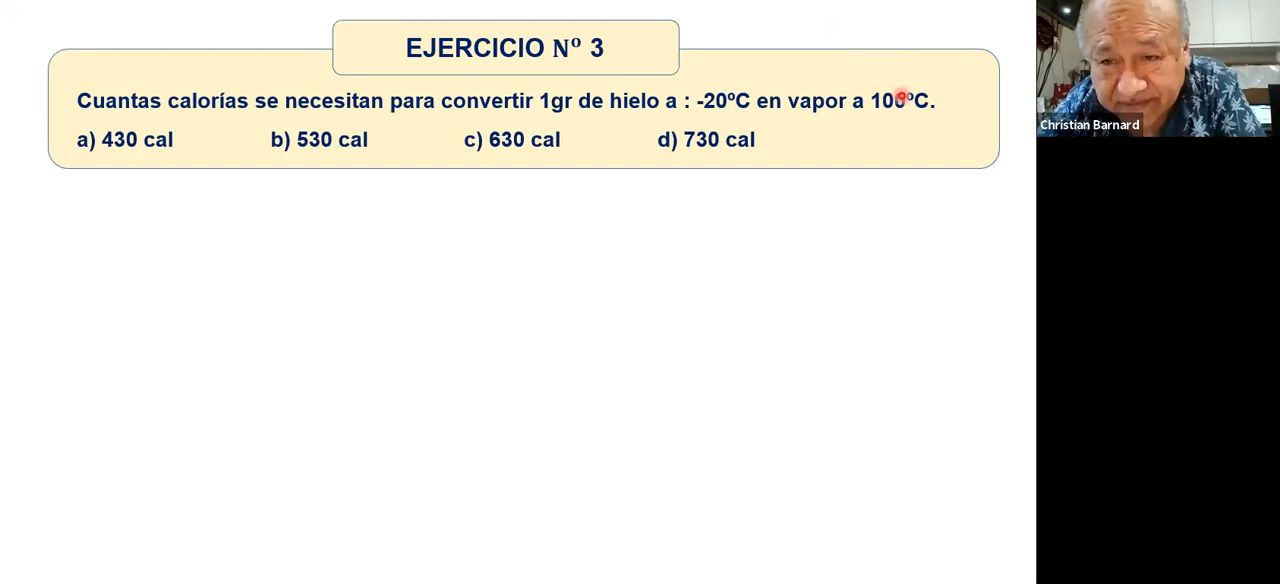 EJERCICIO Nº 3
Cuantas calorías se necesitan para convertir 1gr de hielo a : -20ºC en vapor a 100ºC.
a) 430 cal b) 530 cal c) 630 cal d) 730 cal
Christian Barnard